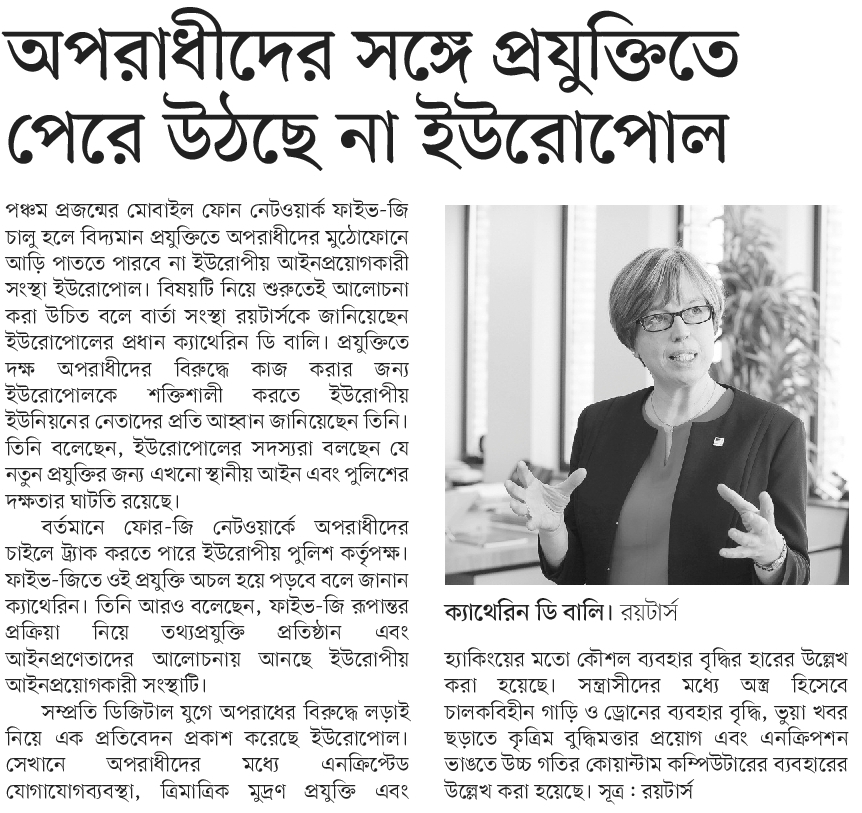 অপরাধীদের সঙ্গে প্রযুক্তিতে
পেরে উঠছে না ইউরোপোল
পঞ্চম প্রজন্মের মোবাইল ফোন নেটওয়ার্ক ফাইভ-জি
চালু হলে বিদ্যমান প্রযুক্তিতে অপরাধীদের মুঠোফোনে
আড়ি পাততে পারবে না ইউরোপীয় আইনপ্রয়োগকারী
সংস্থা ইউরোপোল। বিষয়টি নিয়ে শুরুতেই আলোচনা
করা উচিত বলে বার্তা সংস্থা রয়টার্সকে জানিয়েছেন
ইউরোপোলের প্রধান ক্যাথেরিন ডি বালি। প্রযুক্তিতে
দক্ষ অপরাধীদের বিরুদ্ধে কাজ করার জন্য
ইউরোপোলকে শক্তিশালী করতে ইউরোপীয়
ইউনিয়নের নেতাদের প্রতি আহ্বান জানিয়েছেন তিনি।
তিনি বলেছেন, ইউরোপোলের সদস্যরা বলছেন যে
নতুন প্রযুক্তির জন্য এখনো স্থানীয় আইন এবং পুলিশের
দক্ষতার ঘাটতি রয়েছে।
বর্তমানে ফোর-জি নেটওয়ার্কে অপরাধীদের
চাইলে ট্র্যাক করতে পারে ইউরোপীয় পুলিশ কর্তৃপক্ষ।
ফাইভ-জিতে ওই প্রযুক্তি অচল হয়ে পড়বে বলে জানান
ক্যাথেরিন। তিনি আরও বলেছেন, ফাইভ-জি রূপান্তর
প্রক্রিয়া নিয়ে তথ্যপ্রযুক্তি প্রতিষ্ঠান এবং
আইনপ্রণেতাদের আলোচনায় আনছে ইউরোপীয়
আইনপ্রয়োগকারী সংস্থাটি।
সম্প্রতি ডিজিটাল যুগে অপরাধের বিরুদ্ধে লড়াই
নিয়ে এক প্রতিবেদন প্রকাশ করেছে ইউরোপোল।
সেখানে অপরাধীদের মধ্যে এনক্রিপ্টেড
যোগাযোগব্যবস্থা, ত্রিমাত্রিক মুদ্রণ প্রযুক্তি এবং
ক্যাথেরিন ডি বালি। রয়টার্স
হ্যাকিংয়ের মতো কৌশল ব্যবহার বৃদ্ধির হারের উল্লেখ
করা হয়েছে। সন্ত্রাসীদের মধ্যে অস্ত্র হিসেবে
চালকবিহীন গাড়ি ও ড্রোনের ব্যবহার বৃদ্ধি, ভুয়া খবর
ছড়াতে কৃত্রিম বুদ্ধিমত্তার প্রয়োগ এবং এনক্রিপশন
ভাঙতে উচ্চ গতির কোয়ান্টাম কম্পিউটারের ব্যবহারের
উল্লেখ করা হয়েছে। সূত্র : রয়টার্স